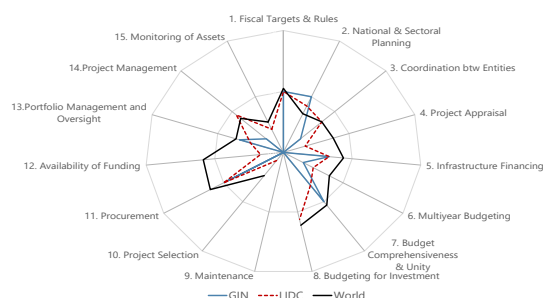 1. Fiscal Targets & Rules
2. National & Sectoral
Planning
3. Coordination btw Entities
4. Project Appraisal
5. Infrastructure Financing
6. Multiyear Budgeting
7. Budget
Comprehensiveness
& Unity
8. Budgeting for Investment
9. Maintenance
10. Project Selection
11. Procurement
12. Availability of Funding
13.Portfolio Management and
Oversight
14.Project Management
15. Monitoring of Assets
GIN LIDC World